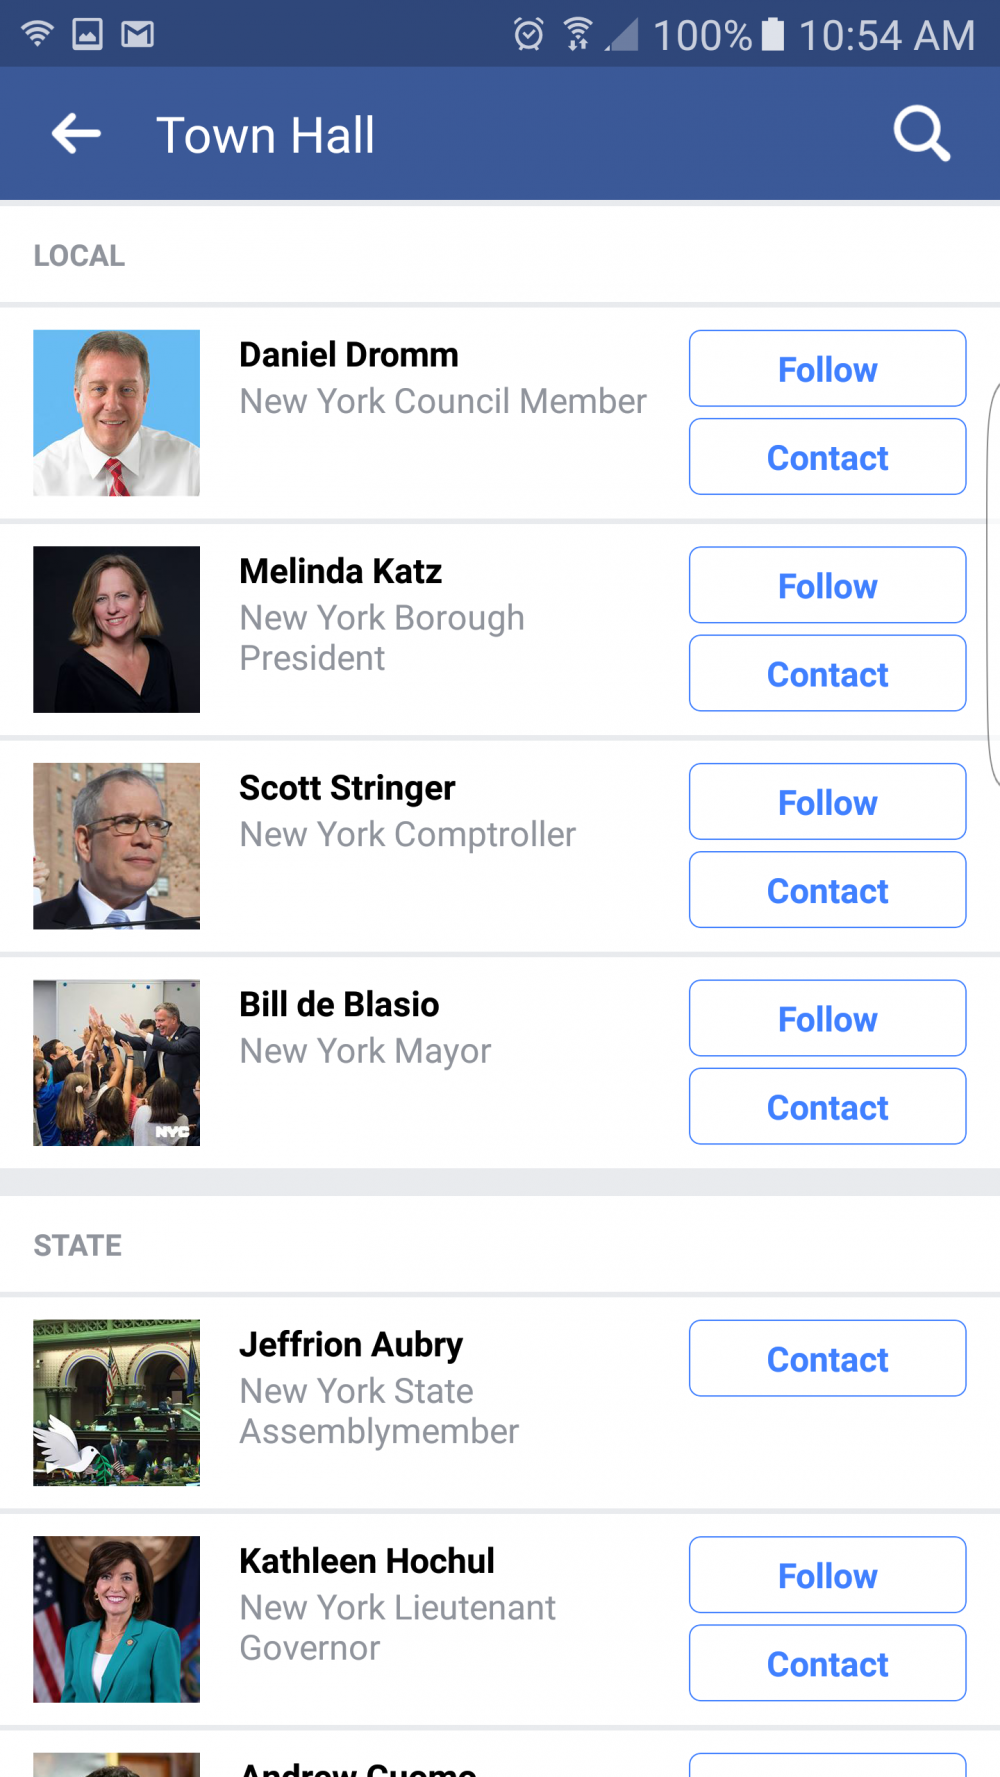 100% 10:54 AM
Town Hall
LOCAL
Daniel Dromm
New York Council Member
Follow
Contact
Melinda Katz
New York Borough
President
Follow
Contact
Scott Stringer
New York Comptroller
Follow
Contact
Bill de Blasio
New York Mayor
Follow
Contact
NYC
STATE
Jeffrion Aubry
New York State
Assemblymember
Contact
Kathleen Hochul
New York Lieutenant
Governor
Follow
Contact
Andrew Cuomo